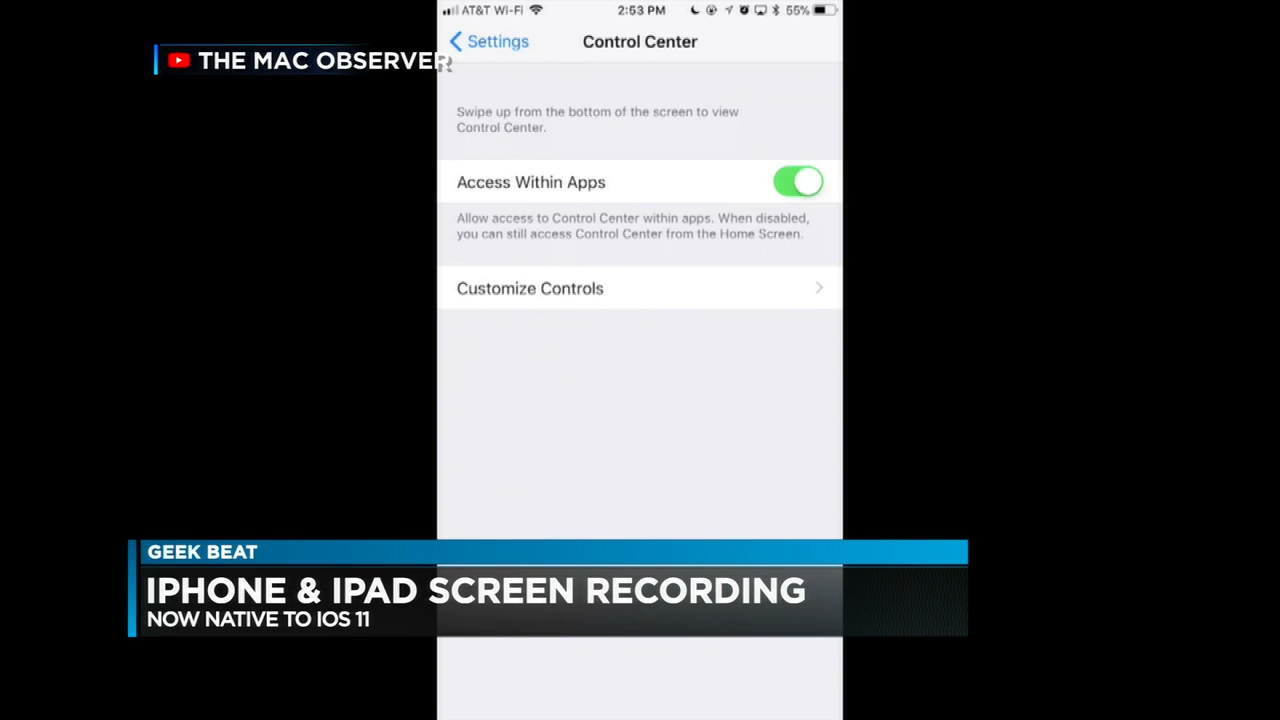 AT&T Wi-Fi 2:53 PM 55%
Settings Control Center
THE MAC OBSERVER
Swipe up from the bottom of the screen to view
Control Center.
Access Within Apps
Allow access to Control Center within apps. When disabled,
you can still access Control Center from the Home Screen.
Customize Controls
GEEK BEAT
IPHONE & IPAD SCREEN RECORDING
NOW NATIVE TO IOS 11